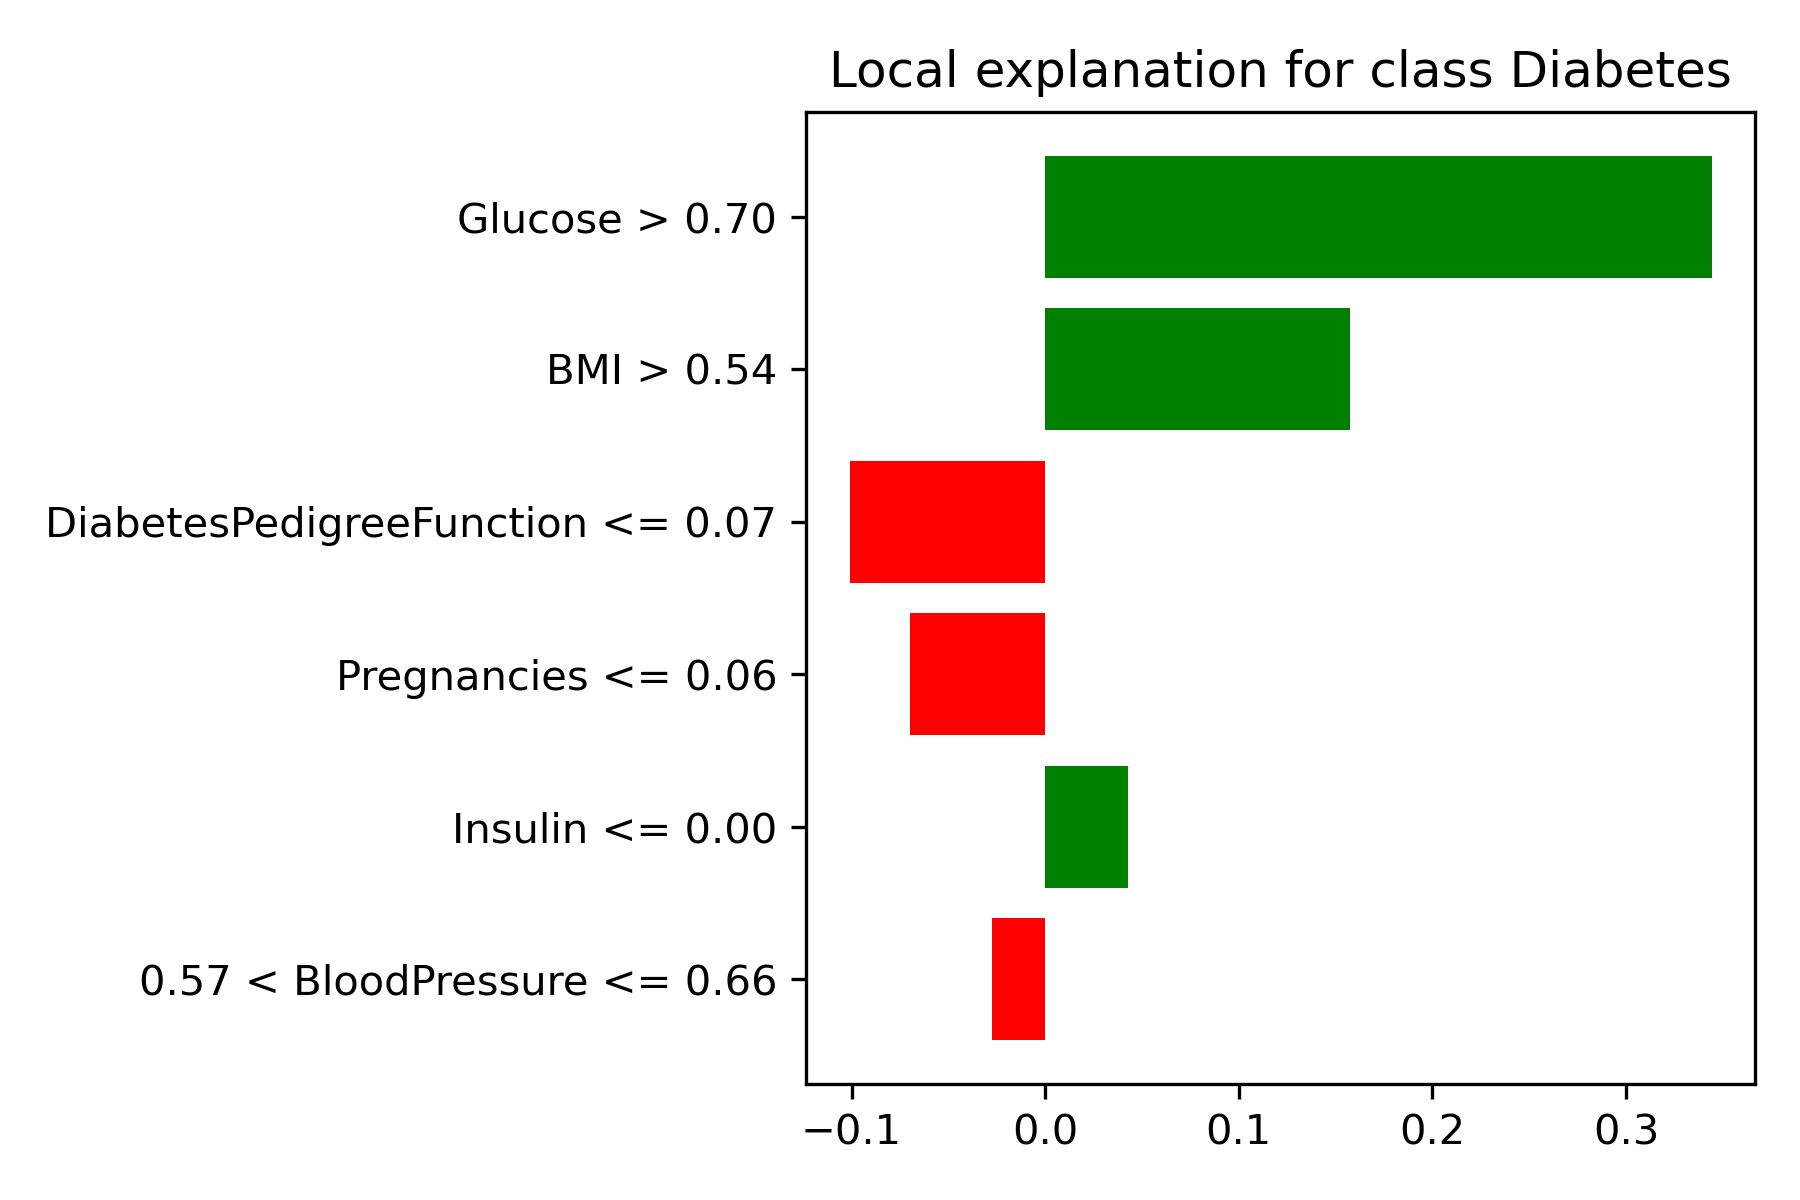 Local explanation for class Diabetes
Glucose > 0.70
BMI > 0.54
DiabetesPedigreeFunction <= 0.07
Pregnancies <= 0.06
Insulin <= 0.00
0.57 < BloodPressure <= 0.66
−0.1 0.0 0.1 0.2 0.3